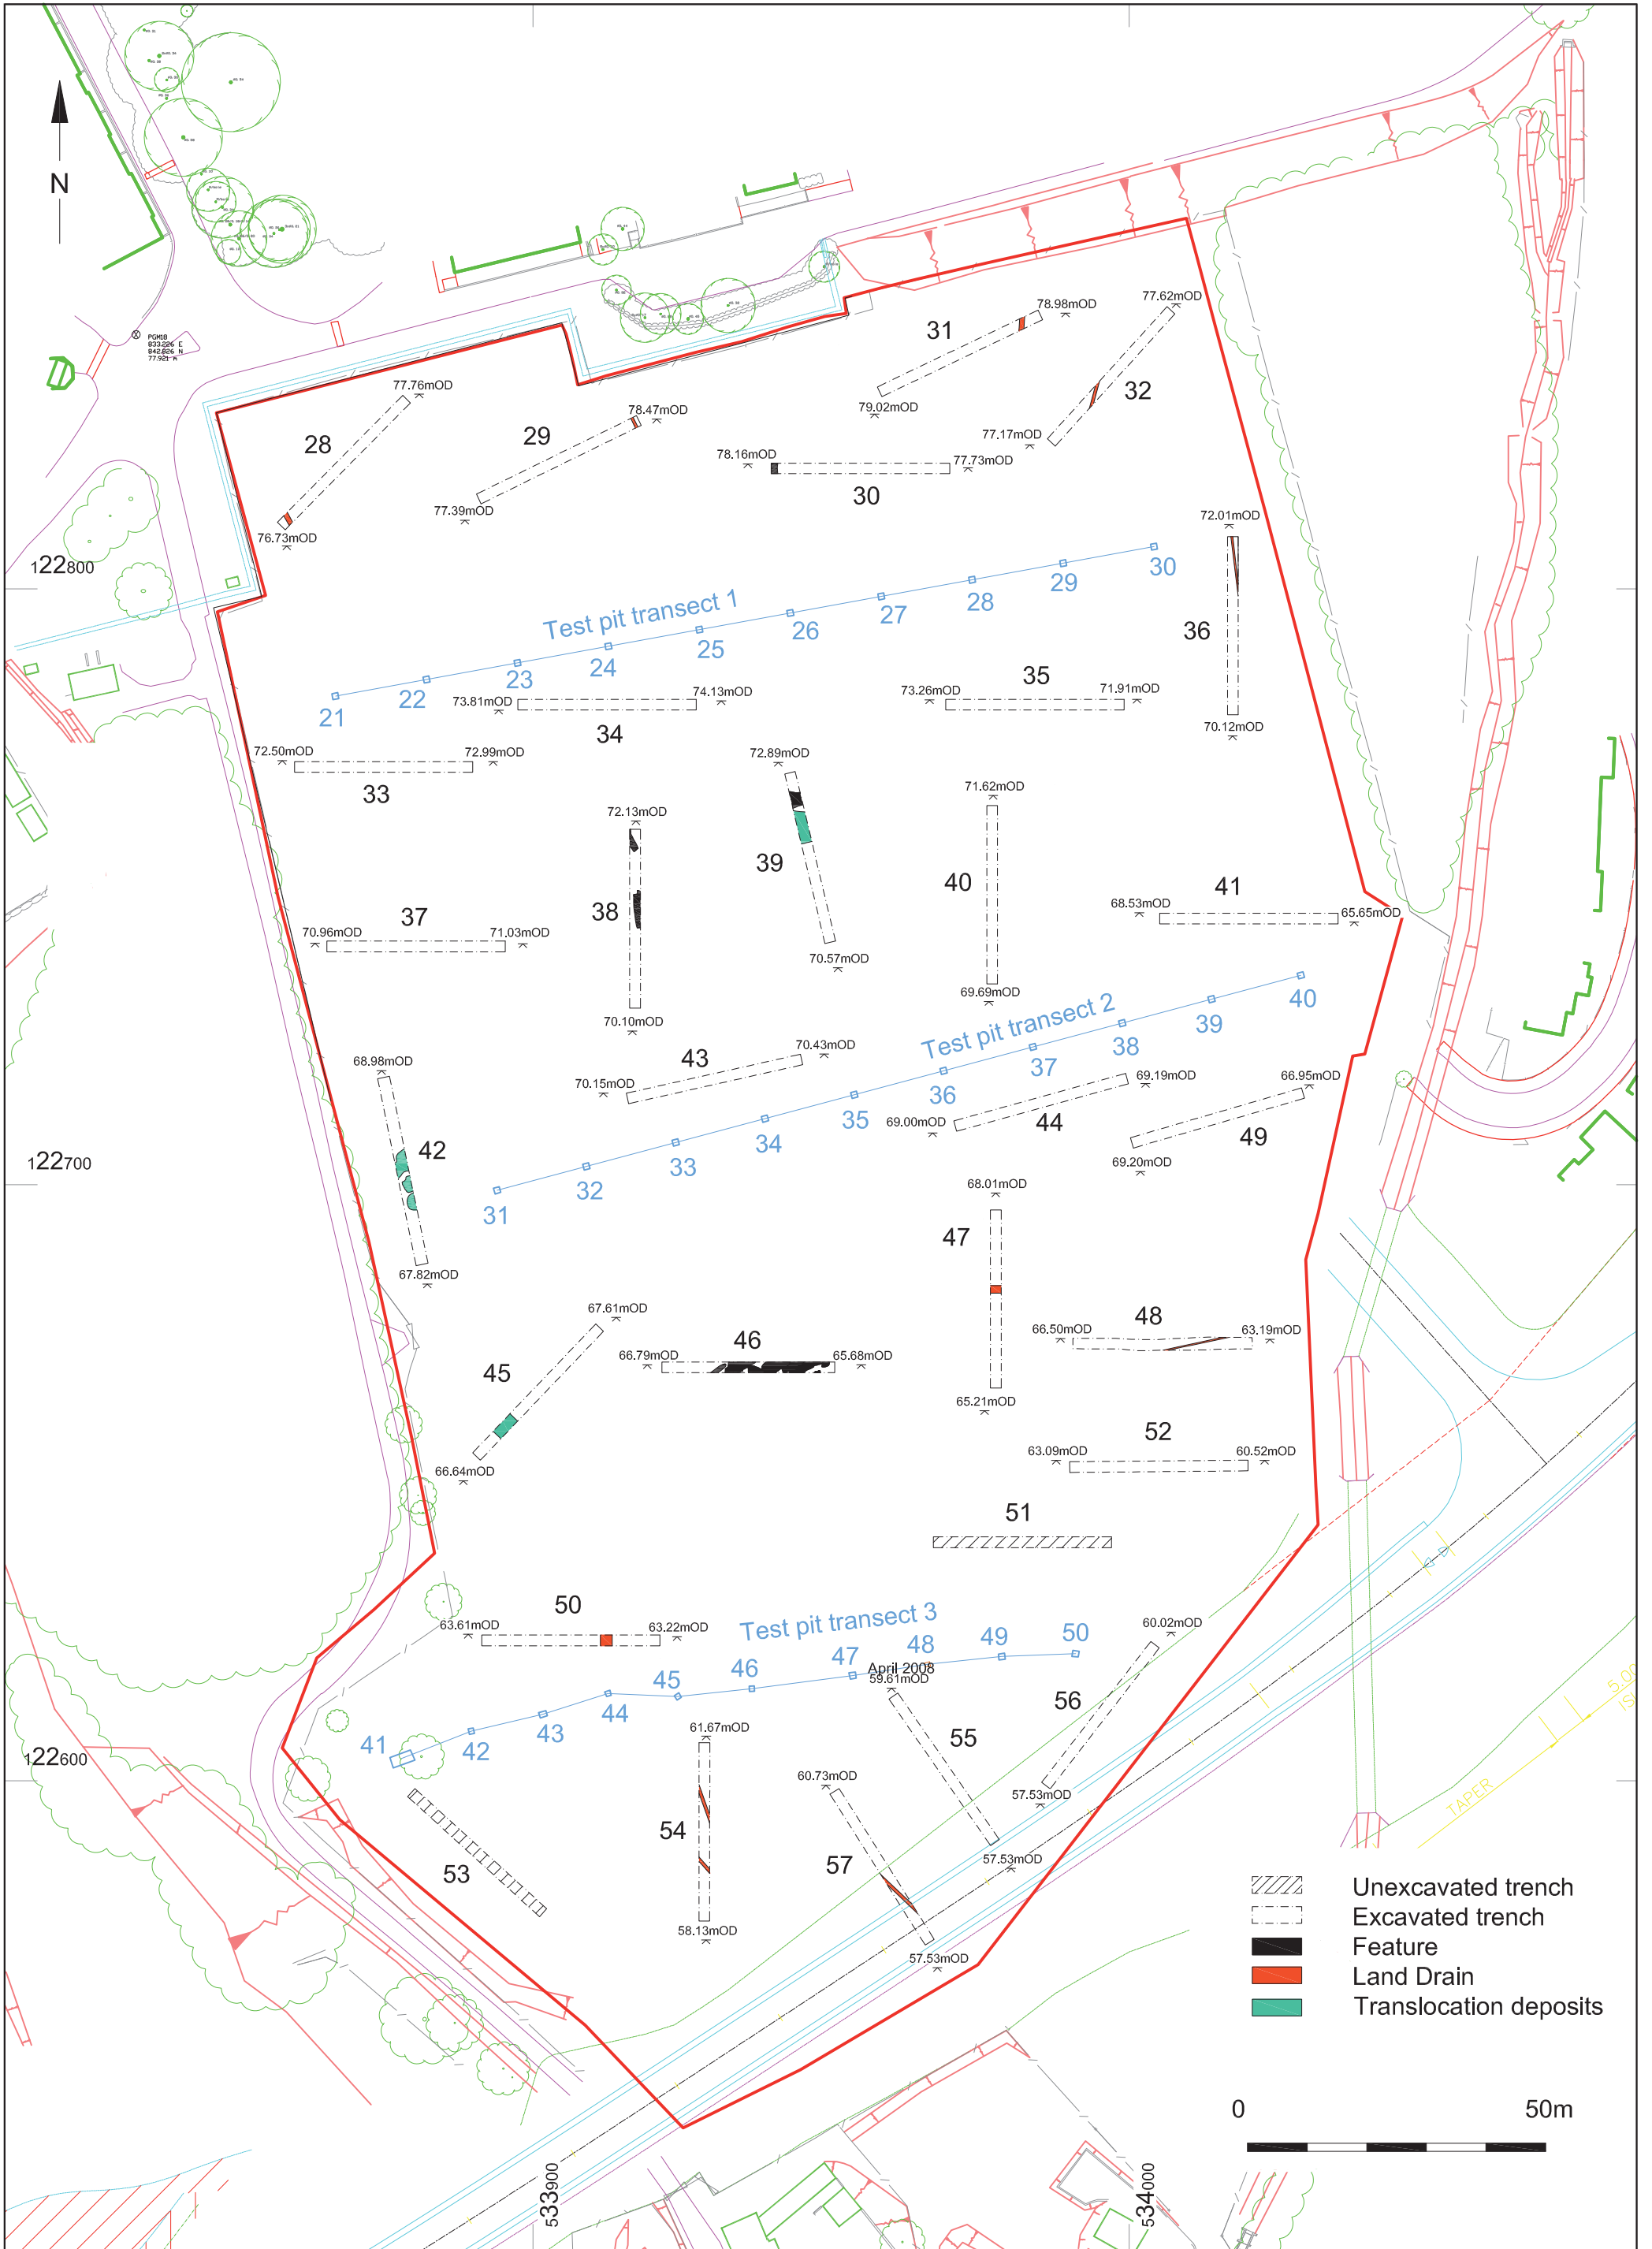 N
PGM18
833.226 E
842.826 N
77.921 m
78.98mOD
77.62mOD
31
79.02mOD
32
77.17mOD
77.76mOD
28
76.73mOD
78.47mOD
29
77.39mOD
78.16mOD
77.73mOD
30
72.01mOD
36
70.12mOD
122800
Test pit transect 1
21
22
23
24
25
26
27
28
29
30
73.81mOD
74.13mOD
34
73.26mOD
35
71.91mOD
72.50mOD
72.99mOD
33
72.89mOD
39
70.57mOD
72.13mOD
38
70.10mOD
71.62mOD
40
69.69mOD
41
68.53mOD
65.65mOD
37
70.96mOD
71.03mOD
Test pit transect 2
31
32
33
34
35
36
37
38
39
40
43
70.15mOD
70.43mOD
68.98mOD
42
67.82mOD
69.19mOD
69.00mOD
44
66.95mOD
49
69.20mOD
122700
68.01mOD
47
65.21mOD
67.61mOD
45
66.64mOD
46
66.79mOD
65.68mOD
48
66.50mOD
63.19mOD
52
63.09mOD
60.52mOD
51
50
63.61mOD
63.22mOD
Test pit transect 3
41
42
43
44
45
46
47
48
49
50
April 2008
59.61mOD
55
57.53mOD
60.02mOD
56
57.53mOD
61.67mOD
54
58.13mOD
60.73mOD
57
57.53mOD
53
122600
TAPER
5.00
Unexcavated trench
Excavated trench
Feature
Land Drain
Translocation deposits
0 50m
533900
534000